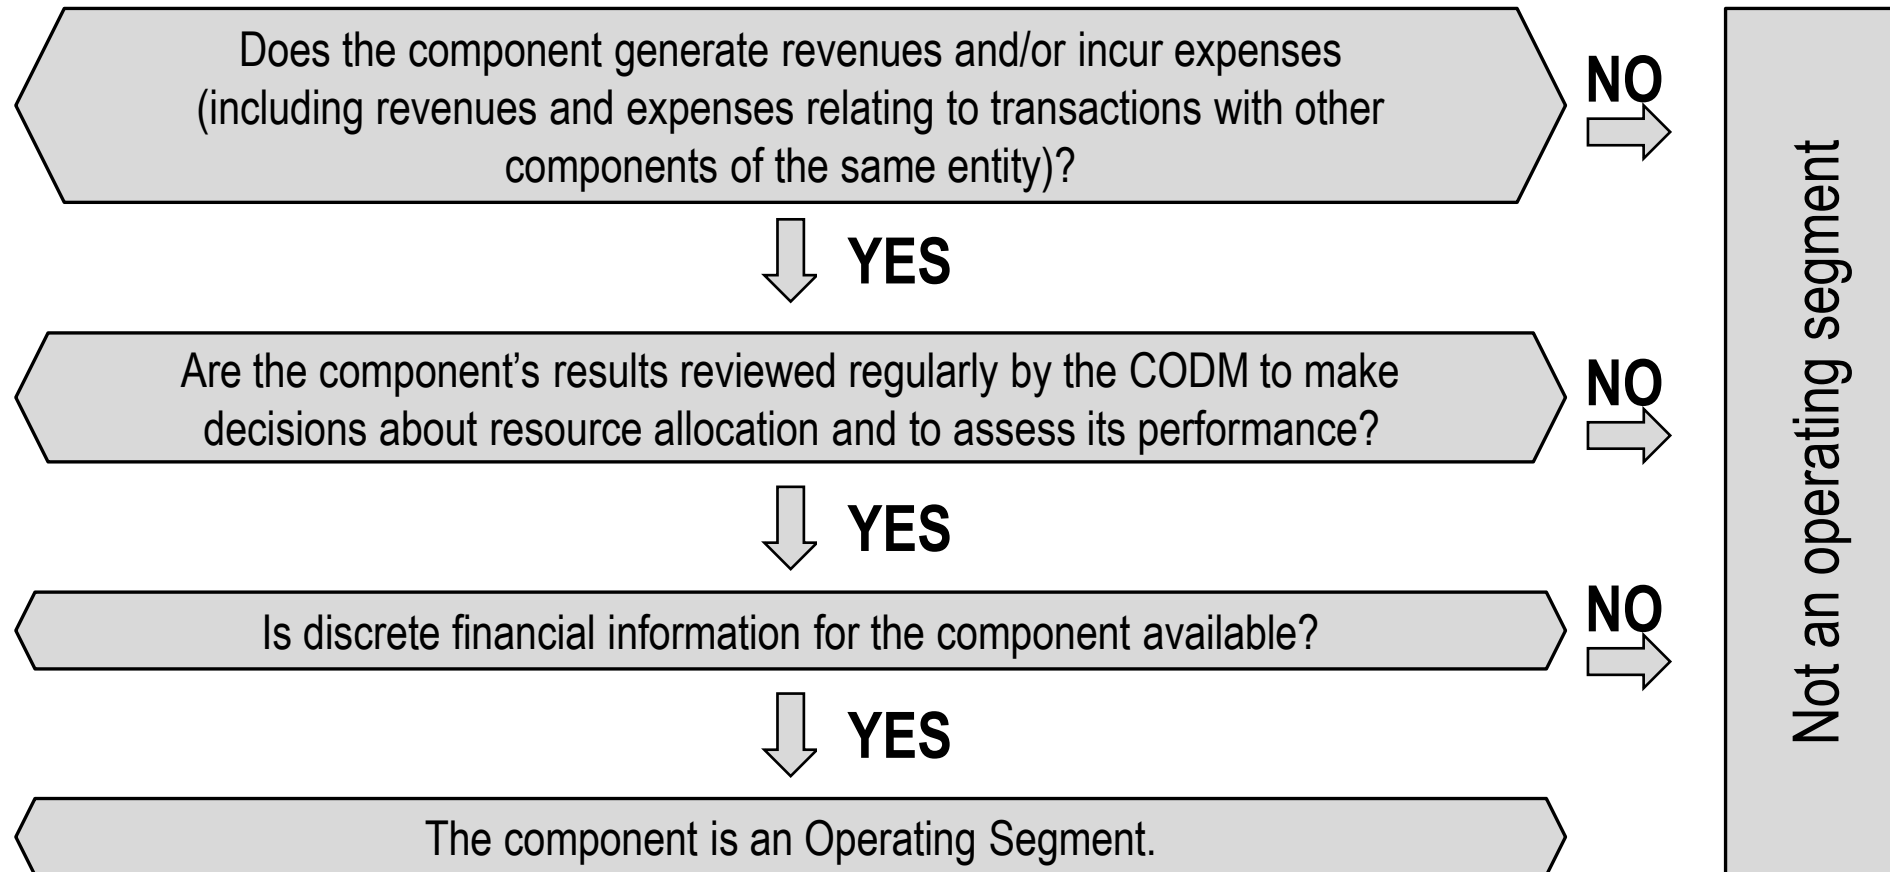 Does the component generate revenues and/or incur expenses
(including revenues and expenses relating to transactions with other
components of the same entity)?
NO
YES
Are the component’s results reviewed regularly by the CODM to make
decisions about resource allocation and to assess its performance?
NO
YES
Is discrete financial information for the component available?
NO
YES
The component is an Operating Segment.
Not an operating segment